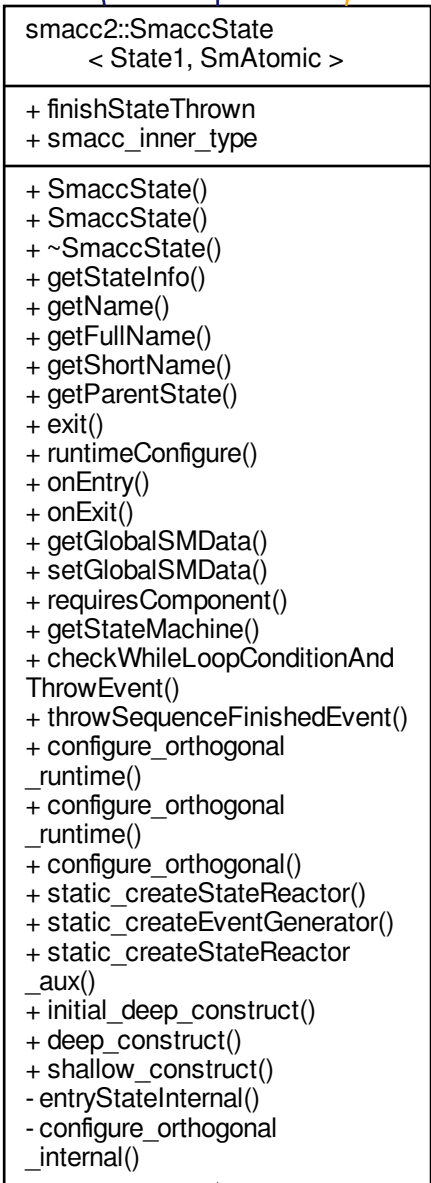 smacc2::SmaccState
< State1, SmAtomic >
+ finishStateThrown
+ smacc_inner_type
+ SmaccState()
+ SmaccState()
+ ~SmaccState()
+ getStateInfo()
+ getName()
+ getFullName()
+ getShortName()
+ getParentState()
+ exit()
+ runtimeConfigure()
+ onEntry()
+ onExit()
+ getGlobalSMData()
+ setGlobalSMData()
+ requiresComponent()
+ getStateMachine()
+ checkWhileLoopConditionAnd
ThrowEvent()
+ throwSequenceFinishedEvent()
+ configure_orthogonal
_runtime()
+ configure_orthogonal
_runtime()
+ configure_orthogonal()
+ static_createStateReactor()
+ static_createEventGenerator()
+ static_createStateReactor
_aux()
+ initial_deep_construct()
+ deep_construct()
+ shallow_construct()
- entryStateInternal()
- configure_orthogonal
_internal()